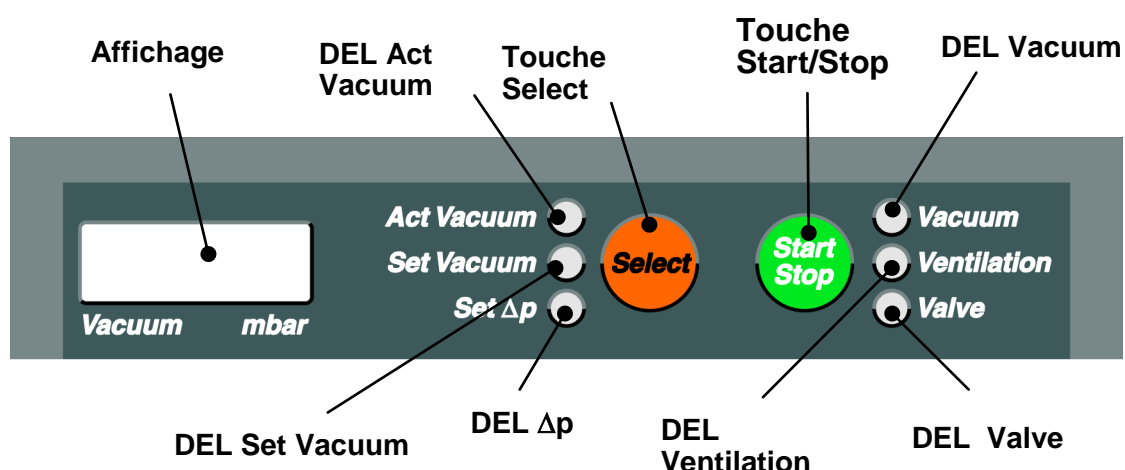 Affichage
DEL Act
Vacuum
Touche
Select
Touche
Start/Stop
DEL Vacuum
Act Vacuum
Set Vacuum
Set Δp
Select
Start
Stop
Vacuum
Ventilation
Valve
Vacuum mbar
DEL Set Vacuum
DEL Δp
DEL
Ventilation
DEL Valve